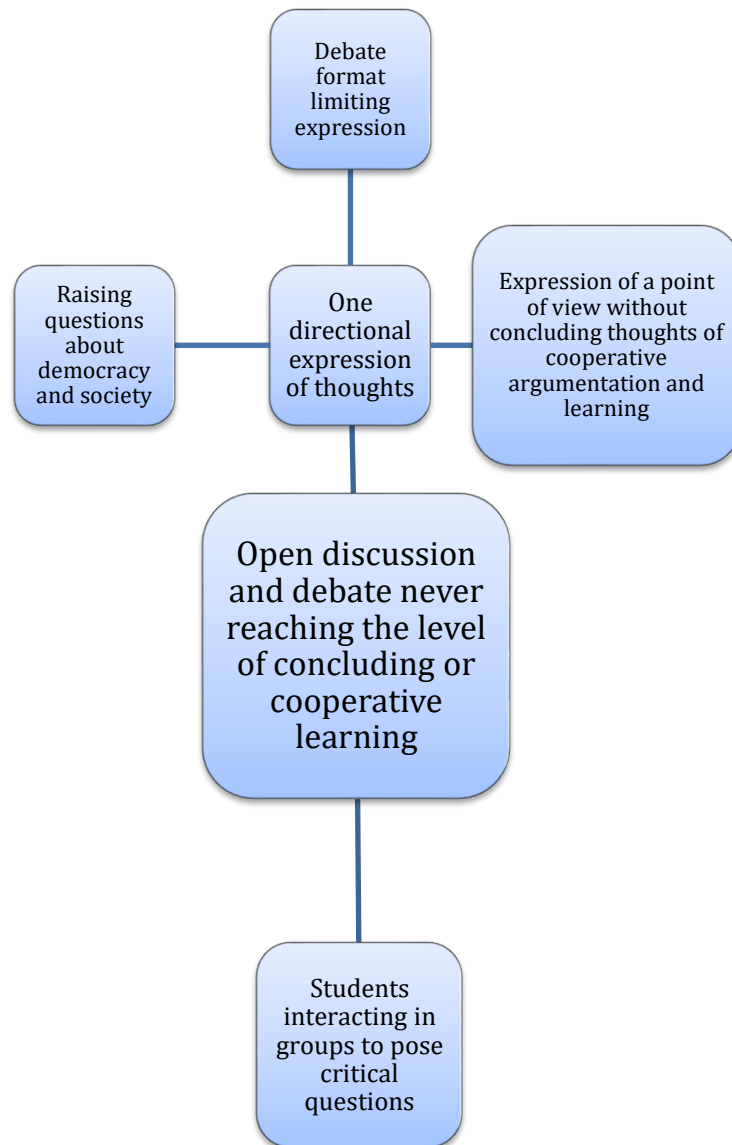 Debate
format
limiting
expression
Raising
questions
about
democracy
and society
One
directional
expression
of thoughts
Expression of a point
of view without
concluding thoughts of
cooperative
argumentation and
learning
Open discussion
and debate never
reaching the level
of concluding or
cooperative
learning
Students
interacting in
groups to pose
critical
questions